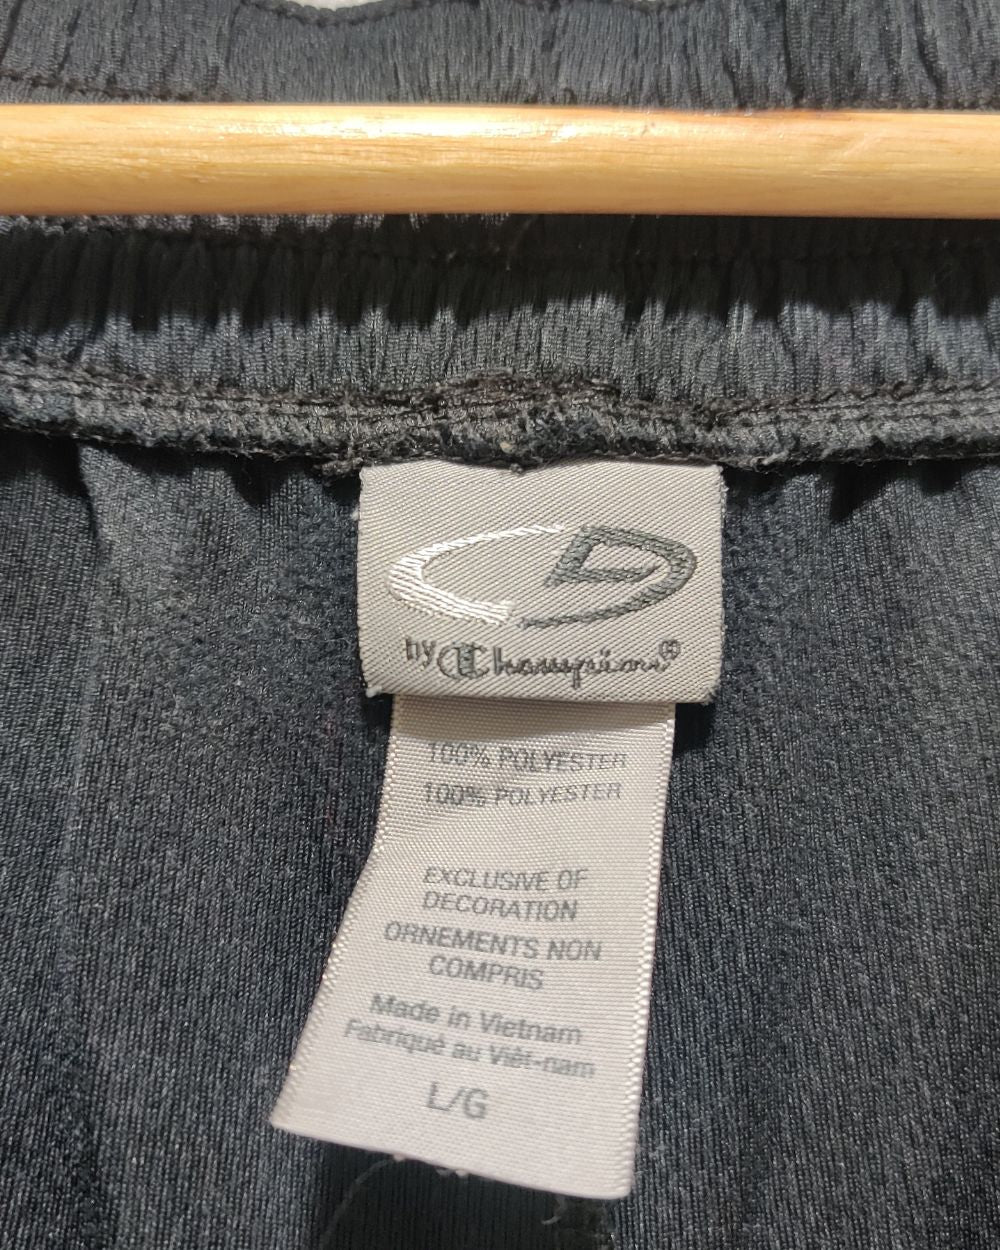 C9
by Champion®
100% POLYESTER
100% POLYESTER
EXCLUSIVE OF
DECORATION
ORNEMENTS NON
COMPRIS
Made in Vietnam
Fabriqué au Viêt-nam
L/G